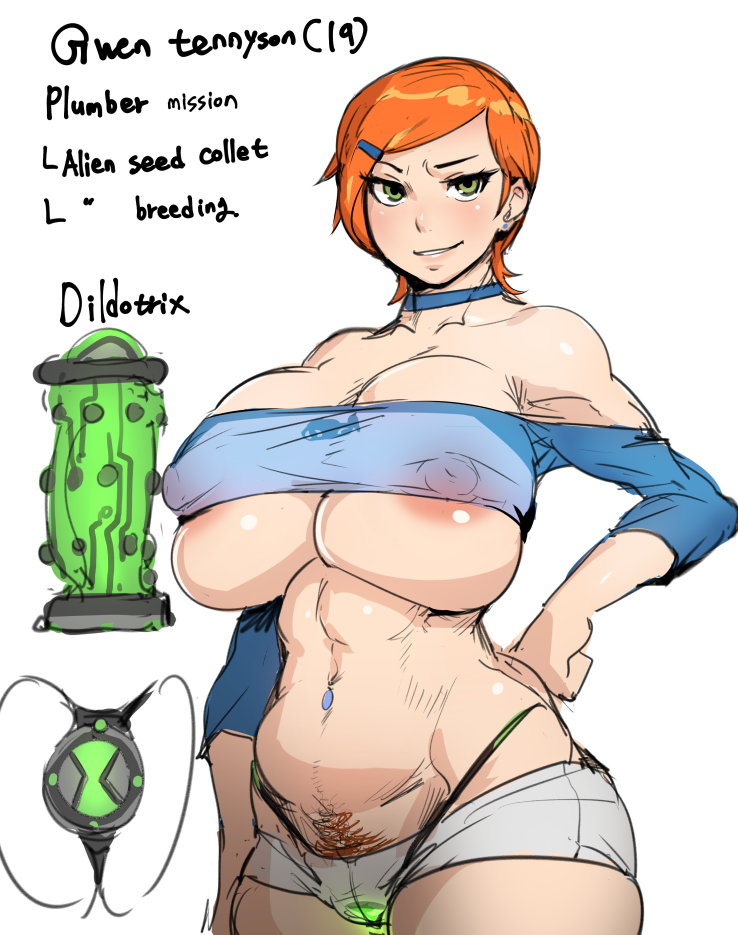 Gwen tennyson (19)
Plumber mission
L Alien seed collet
L " breeding.
Dildotrix